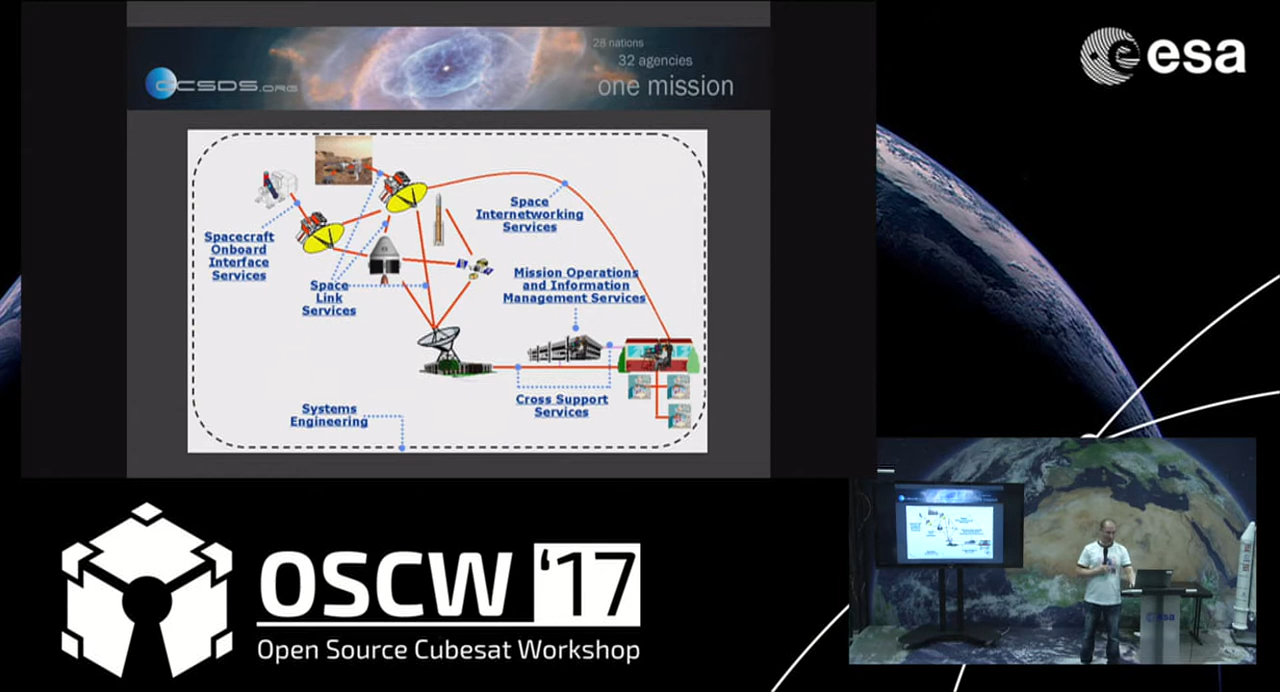 28 nations
32 agencies
one mission
CCSDS.ORG
esa
Space
Internetworking
Services
Spacecraft
Onboard
Interface
Services
Mission Operations
and Information
Management Services
Space
Link
Services
Cross Support
Services
Systems
Engineering
OSCW '17
Open Source Cubesat Workshop
esa